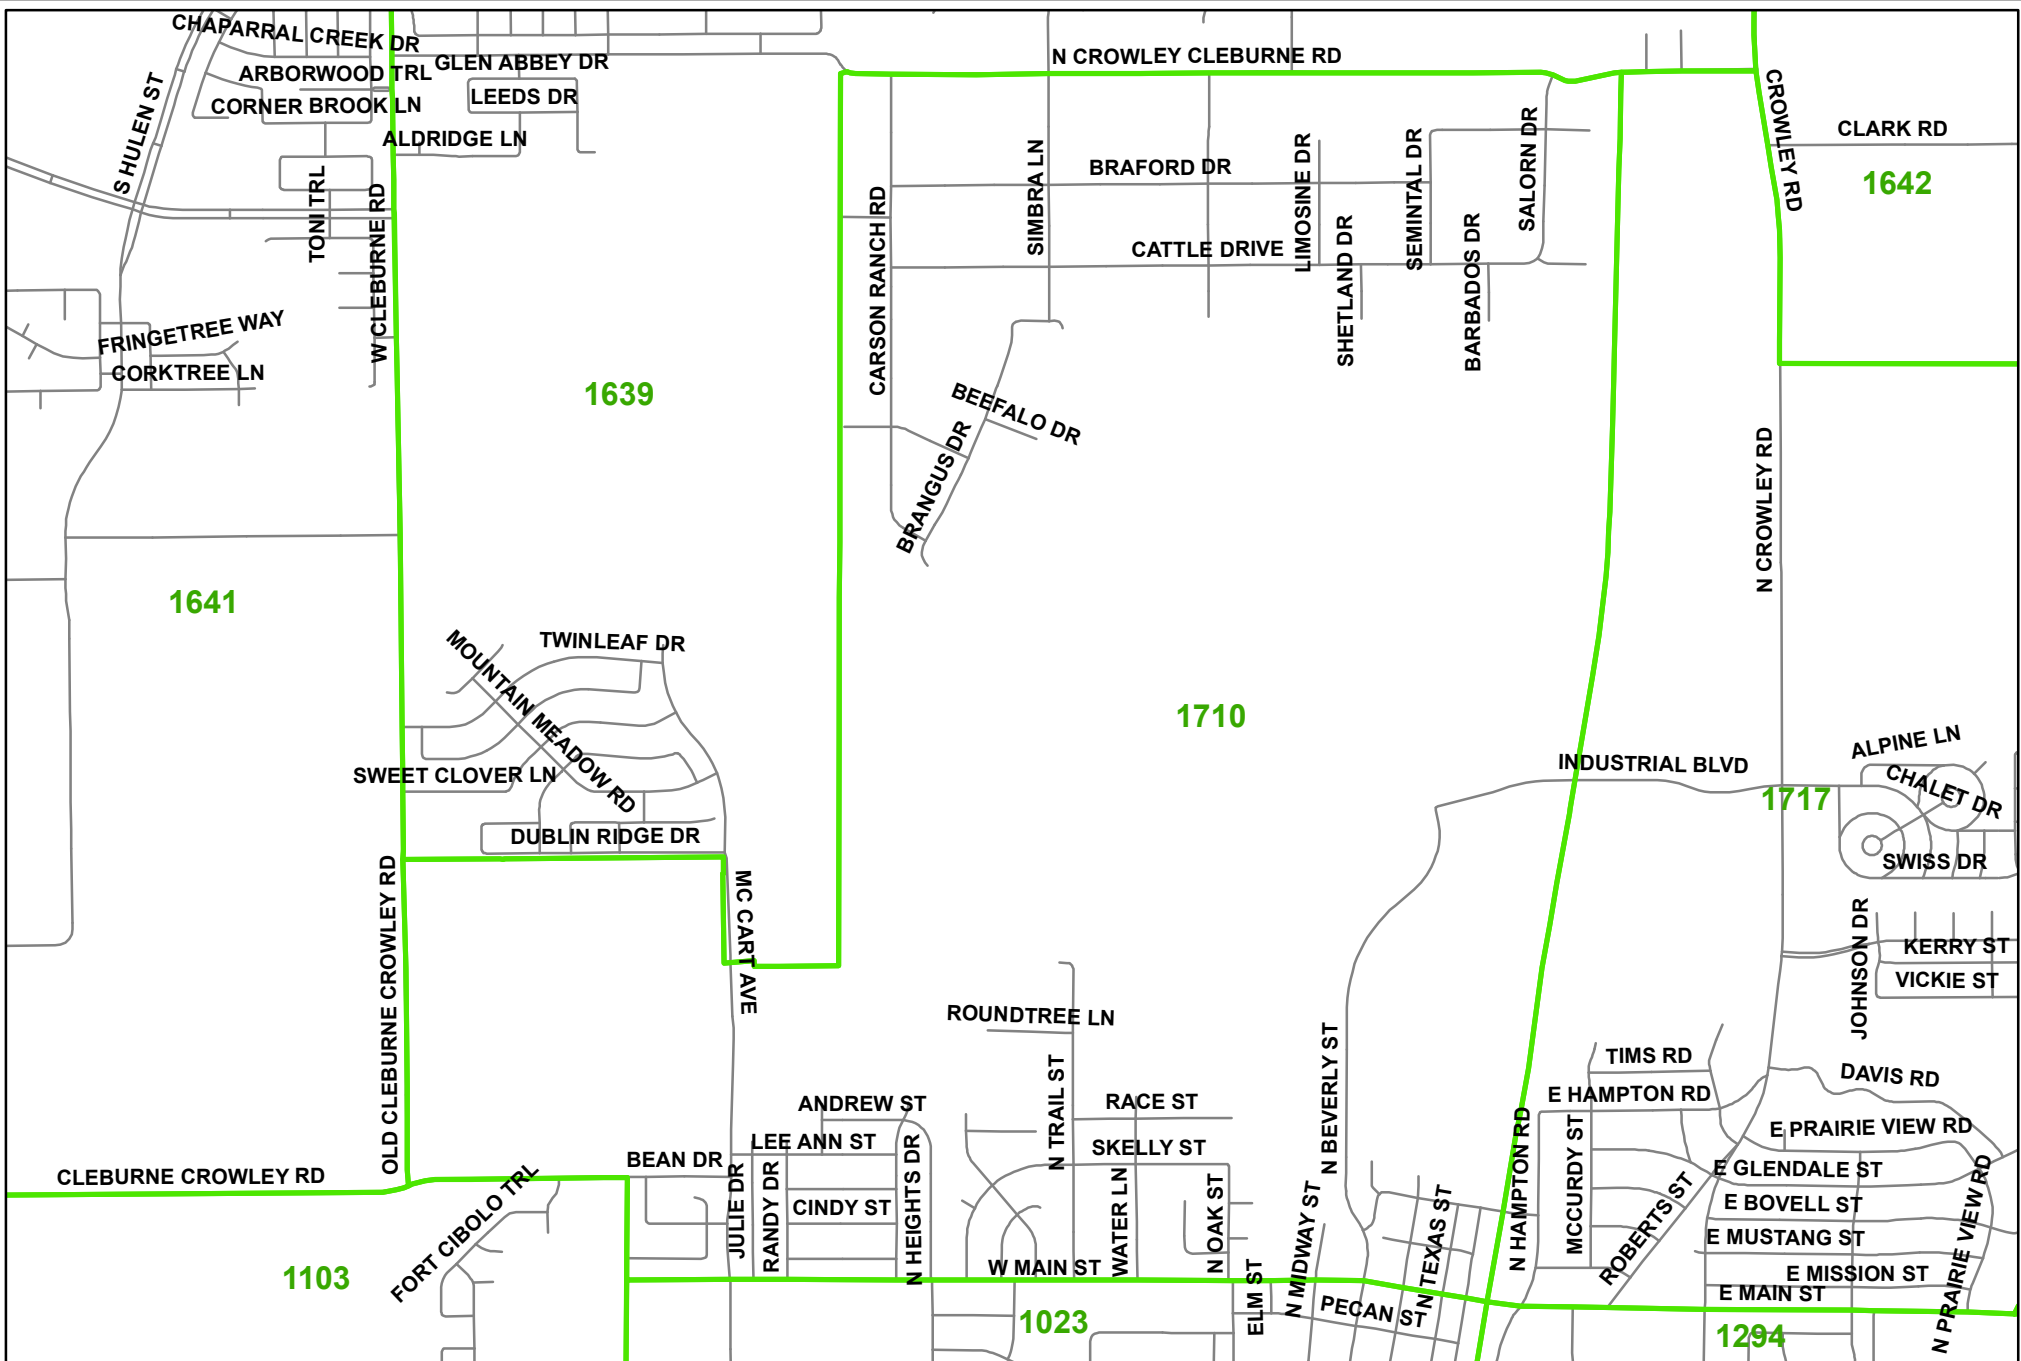 CHAPARRAL CREEK DR
N CROWLEY CLEBURNE RD
GLEN ABBEY DR
ARBORWOOD TRL
LEEDS DR
CORNER BROOK LN
ALDRIDGE LN
S HULEN ST
CROWLEY RD
CLARK RD
1642
BRAFORD DR
SIMBRA LN
LIMOSINE DR
SEMINTAL DR
SALORN DR
TONI TRL
W CLEBURNE RD
CARSON RANCH RD
CATTLE DRIVE
SHETLAND DR
BARBADOS DR
FRINGETREE WAY
CORKTREE LN
1639
BEEFALO DR
BRANGUS DR
N CROWLEY RD
1641
TWINLEAF DR
MOUNTAIN MEADOW RD
1710
SWEET CLOVER LN
DUBLIN RIDGE DR
INDUSTRIAL BLVD
ALPINE LN
CHALET DR
1717
SWISS DR
OLD CLEBURNE CROWLEY RD
MC CART AVE
JOHNSON DR
KERRY ST
VICKIE ST
ROUNDTREE LN
N TRAIL ST
N BEVERLY ST
TIMS RD
DAVIS RD
E HAMPTON RD
ANDREW ST
RACE ST
LEE ANN ST
SKELLY ST
N HAMPTON RD
MCCURDY ST
E PRAIRIE VIEW RD
BEAN DR
E GLENDALE ST
CLEBURNE CROWLEY RD
FORT CIBOLO TRL
JULIE DR
RANDY DR
CINDY ST
N HEIGHTS DR
WATER LN
N OAK ST
N MIDWAY ST
N TEXAS ST
ROBERTS ST
E BOVELL ST
E MUSTANG ST
N PRAIRIE VIEW RD
1103
W MAIN ST
E MISSION ST
E MAIN ST
ELM ST
PECAN ST
1023
1294